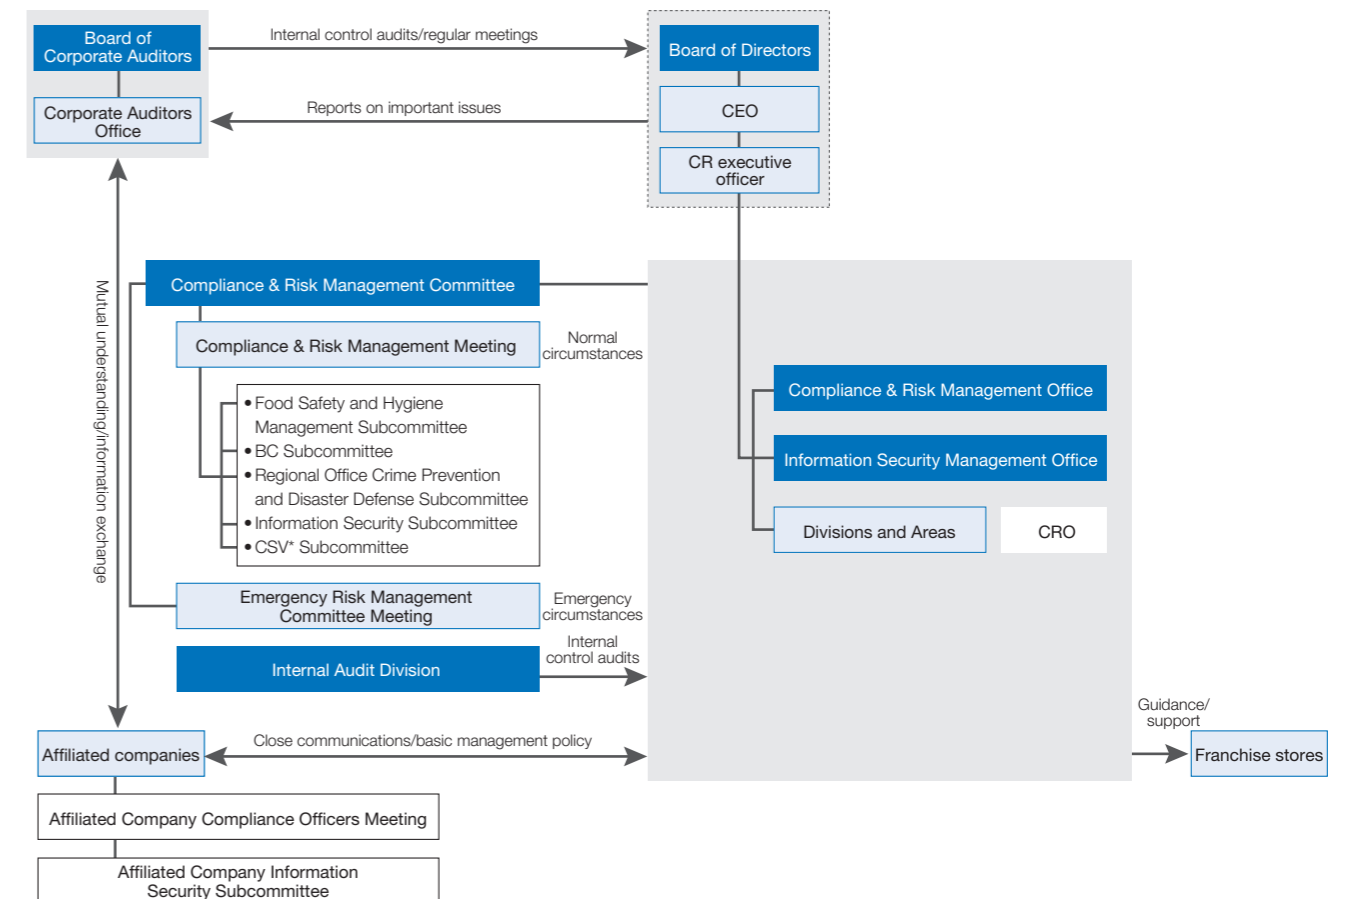 Board of
Corporate Auditors
Internal control audits/regular meetings
Board of Directors
Corporate Auditors
Office
Reports on important issues
CEO
CR executive
officer
Mutual understanding/information exchange
Compliance & Risk Management Committee
Compliance & Risk Management Meeting
Normal
circumstances
• Food Safety and Hygiene
Management Subcommittee
• BC Subcommittee
• Regional Office Crime Prevention
and Disaster Defense Subcommittee
• Information Security Subcommittee
• CSV* Subcommittee
Compliance & Risk Management Office
Information Security Management Office
Divisions and Areas
CRO
Emergency Risk Management
Committee Meeting
Emergency
circumstances
Internal Audit Division
Internal
control audits
Affiliated companies
Close communications/basic management policy
Guidance/
support
Franchise stores
Affiliated Company Compliance Officers Meeting
Affiliated Company Information
Security Subcommittee